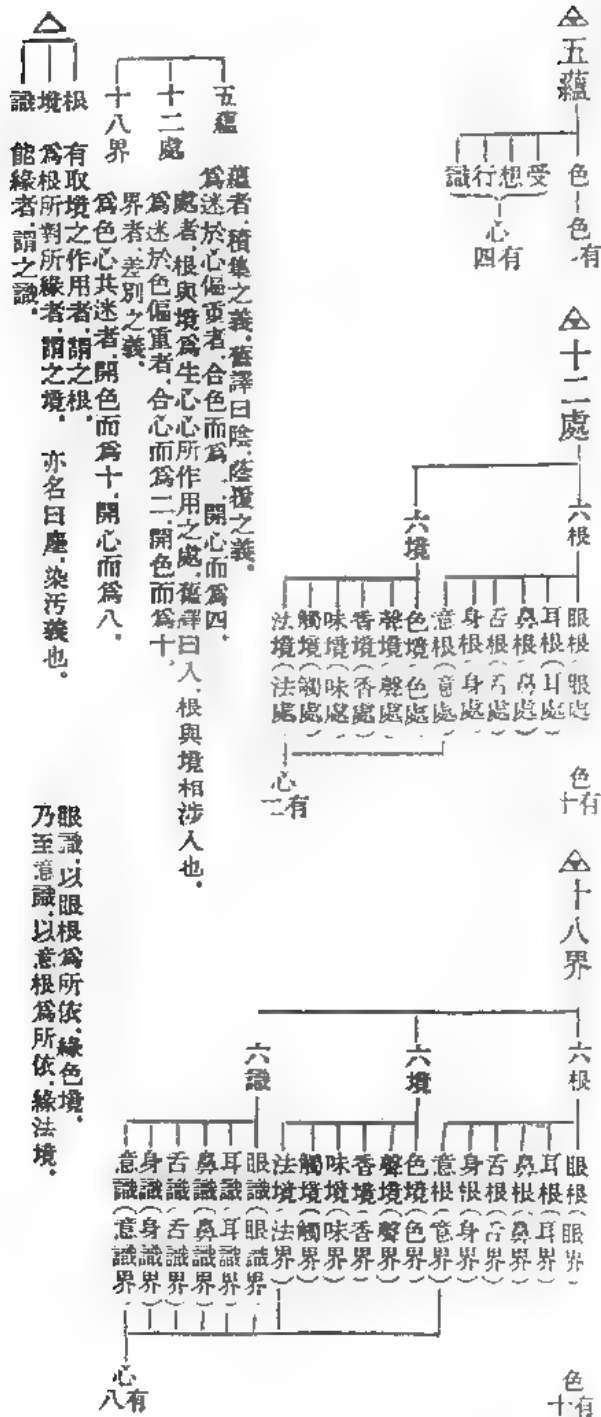 五蘊
色
色有一
受
想
行
識
心有四
十二處
六根
眼根（眼處）
耳根（耳處）
鼻根（鼻處）
舌根（舌處）
身根（身處）
意根（意處）
六境
色境（色處）
聲境（聲處）
香境（香處）
味境（味處）
觸境（觸處）
法境（法處）
色有十
心有二
十八界
六根
眼根（眼界）
耳根（耳界）
鼻根（鼻界）
舌根（舌界）
身根（身界）
意根（意界）
六境
色境（色界）
聲境（聲界）
香境（香界）
味境（味界）
觸境（觸界）
法境（法界）
六識
眼識（眼識界）
耳識（耳識界）
鼻識（鼻識界）
舌識（舌識界）
身識（身識界）
意識（意識界）
色有十
心有八
五蘊
蘊者，積集之義，舊譯曰陰，蔭覆之義。
為迷於心偏重者，合色而為一，開心而為四。
十二處
處者，根與境為生心心所作用之處，舊譯曰入，根與境相涉入也。
為迷於色偏重者，合心而為二，開色而為十。
十八界
界者，差別之義。
為色心共迷者，開色而為十，開心而為八。
根
有取境之作用者，謂之根。
境
為根所對所緣者，謂之境。 亦名曰塵，染汚義也。
識
能緣者，謂之識。
眼識，以眼根為所依，緣色境。
乃至意識，以意根為所依，緣法境。